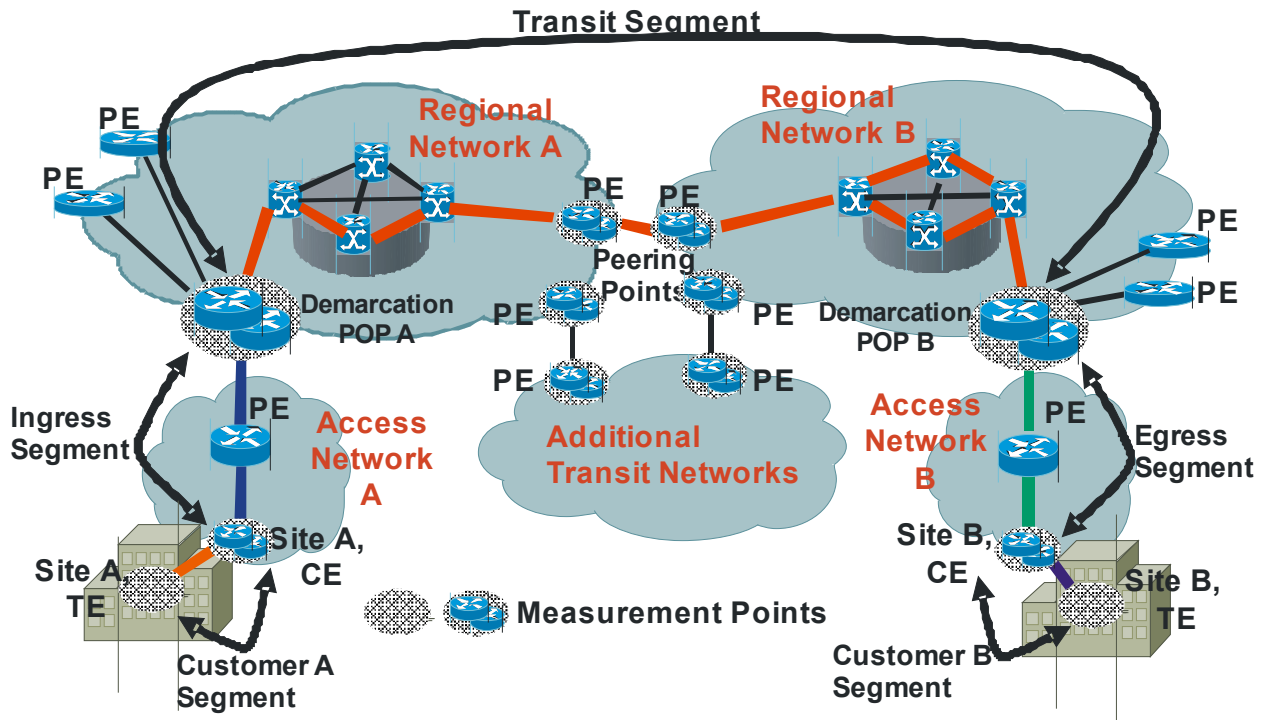 Transit Segment
PE
PE
Regional
Network A
Regional
Network B
PE
PE
Peering
Points
PE
PE
Demarcation
POP A
PE
PE
Demarcation
POP B
PE
PE
Ingress
Segment
PE
Access
Network
A
Additional
Transit Networks
Access
Network
B
PE
Egress
Segment
Site A,
CE
Site A,
TE
Site B,
CE
Site B,
TE
Measurement Points
Customer A
Segment
Customer B
Segment